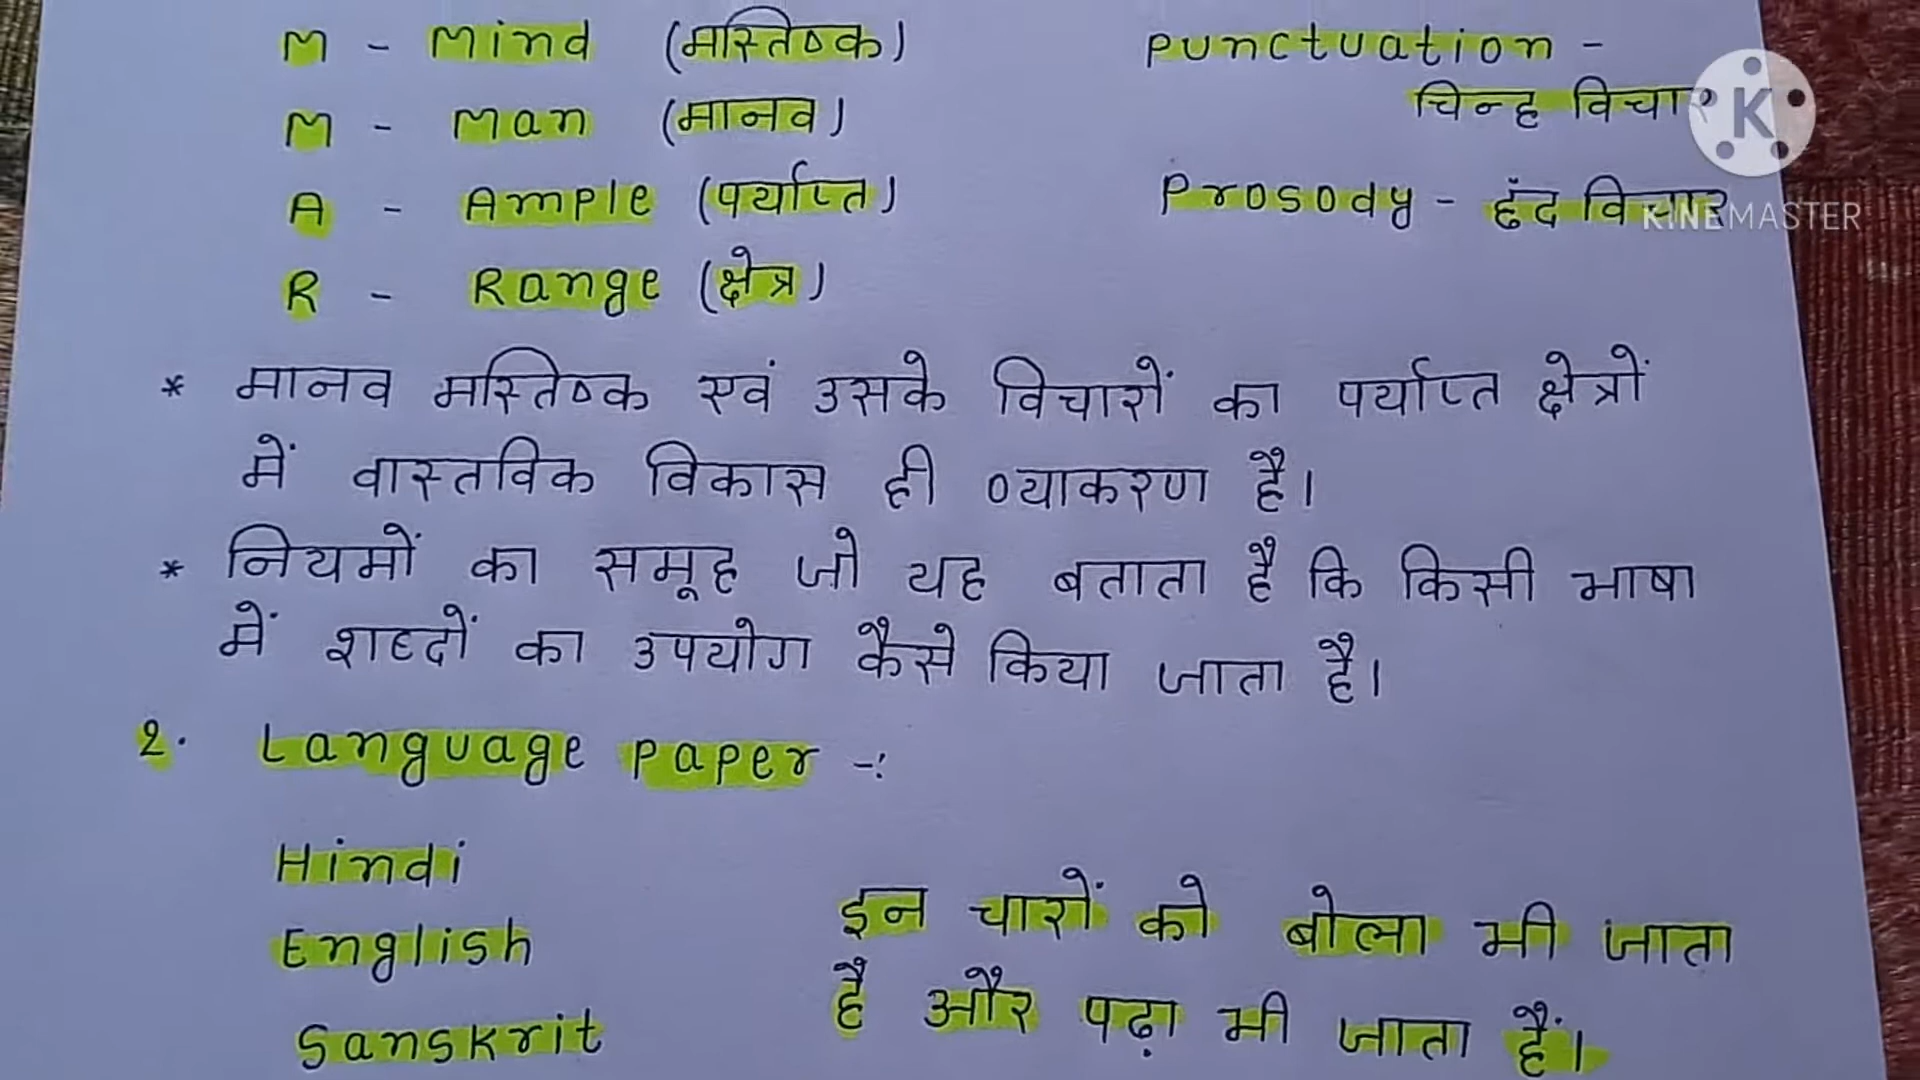 M - Mind (मस्तिष्क)
M - Man (मानव)
A - Ample (पर्याप्त)
R - Range (क्षेत्र)
Punctuation -
चिन्ह विचार
Prosody - छंद विचार
K
KINEMASTER
* मानव मस्तिष्क एवं उसके विचारों का पर्याप्त क्षेत्रों
में वास्तविक विकास ही व्याकरण है।
* नियमों का समूह जो यह बताता है कि किसी भाषा
में शब्दों का उपयोग कैसे किया जाता है।
2. Language paper -:
Hindi
English
Sanskrit
इन चारों को बोला भी जाता
है और पढ़ा भी जाता हैं।